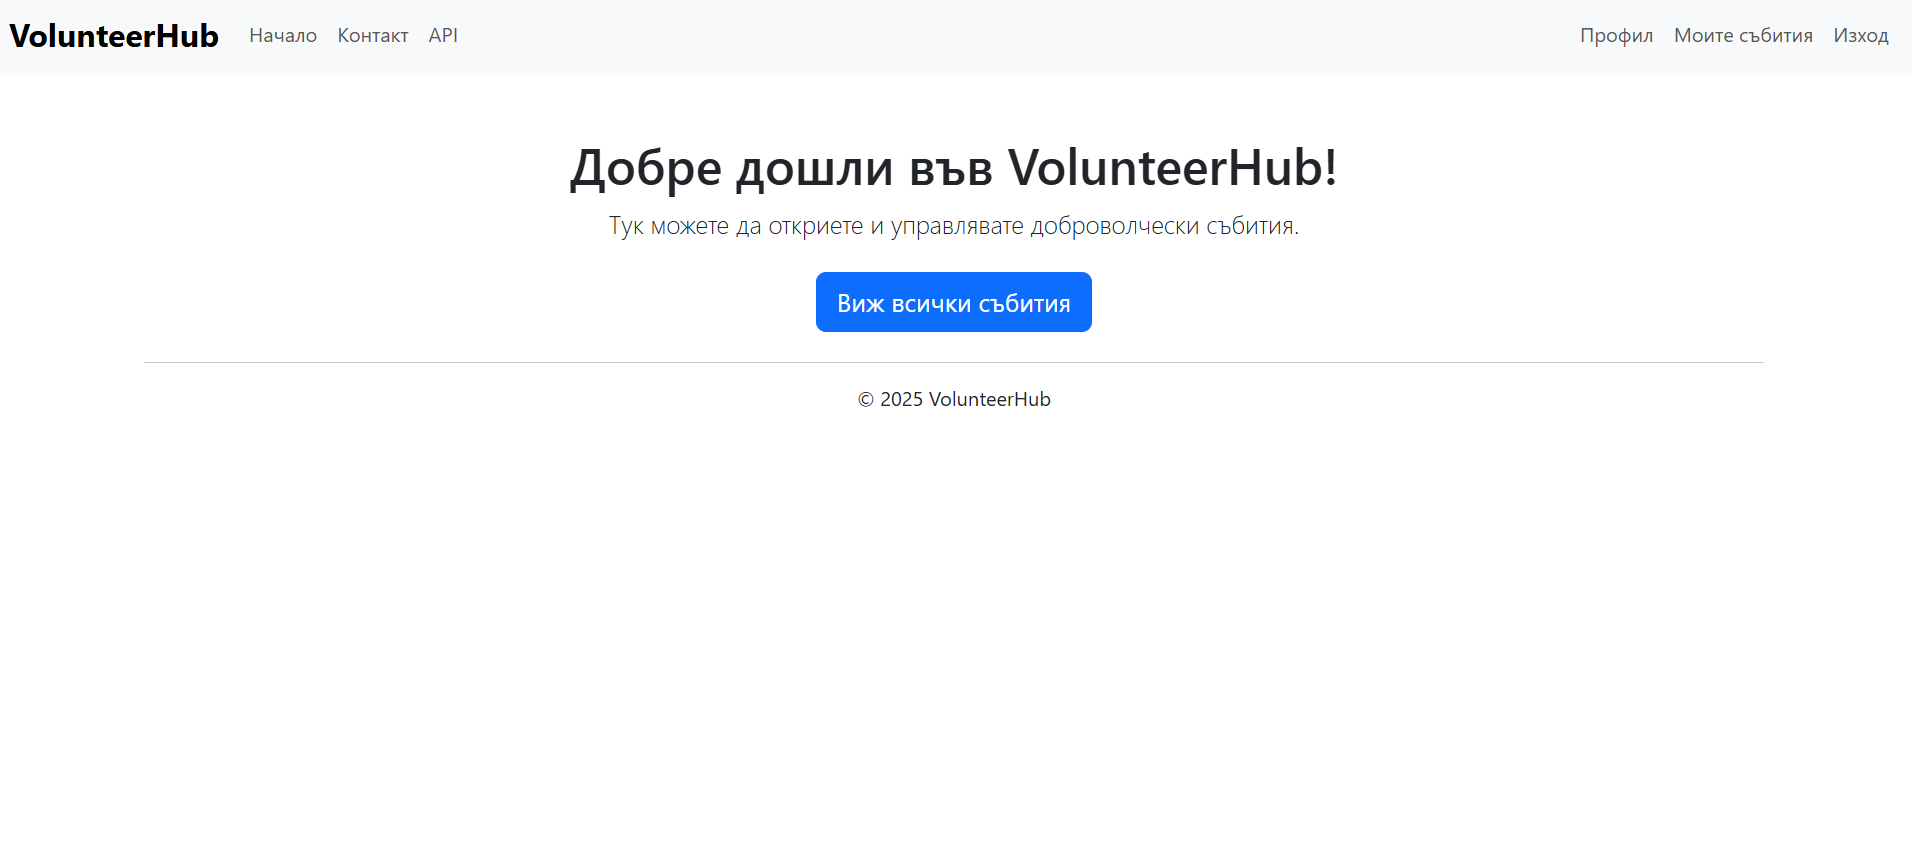 VolunteerHub Начало Контакт API Профил Моите събития Изход
Добре дошли във VolunteerHub!
Тук можете да откриете и управлявате доброволчески събития.
Виж всички събития
© 2025 VolunteerHub